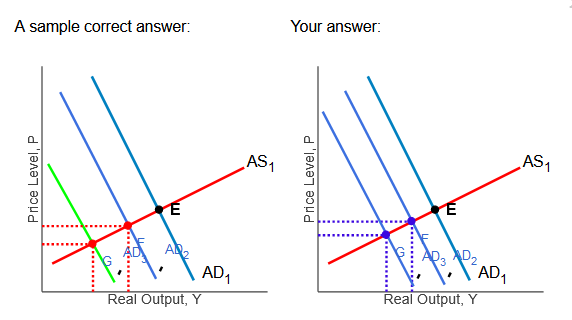 A sample correct answer:
Your answer:
Price Level, P
AS1
E
F
G
AD3
AD2
AD1
Real Output, Y
Price Level, P
AS1
E
F
G
AD3
AD2
AD1
Real Output, Y